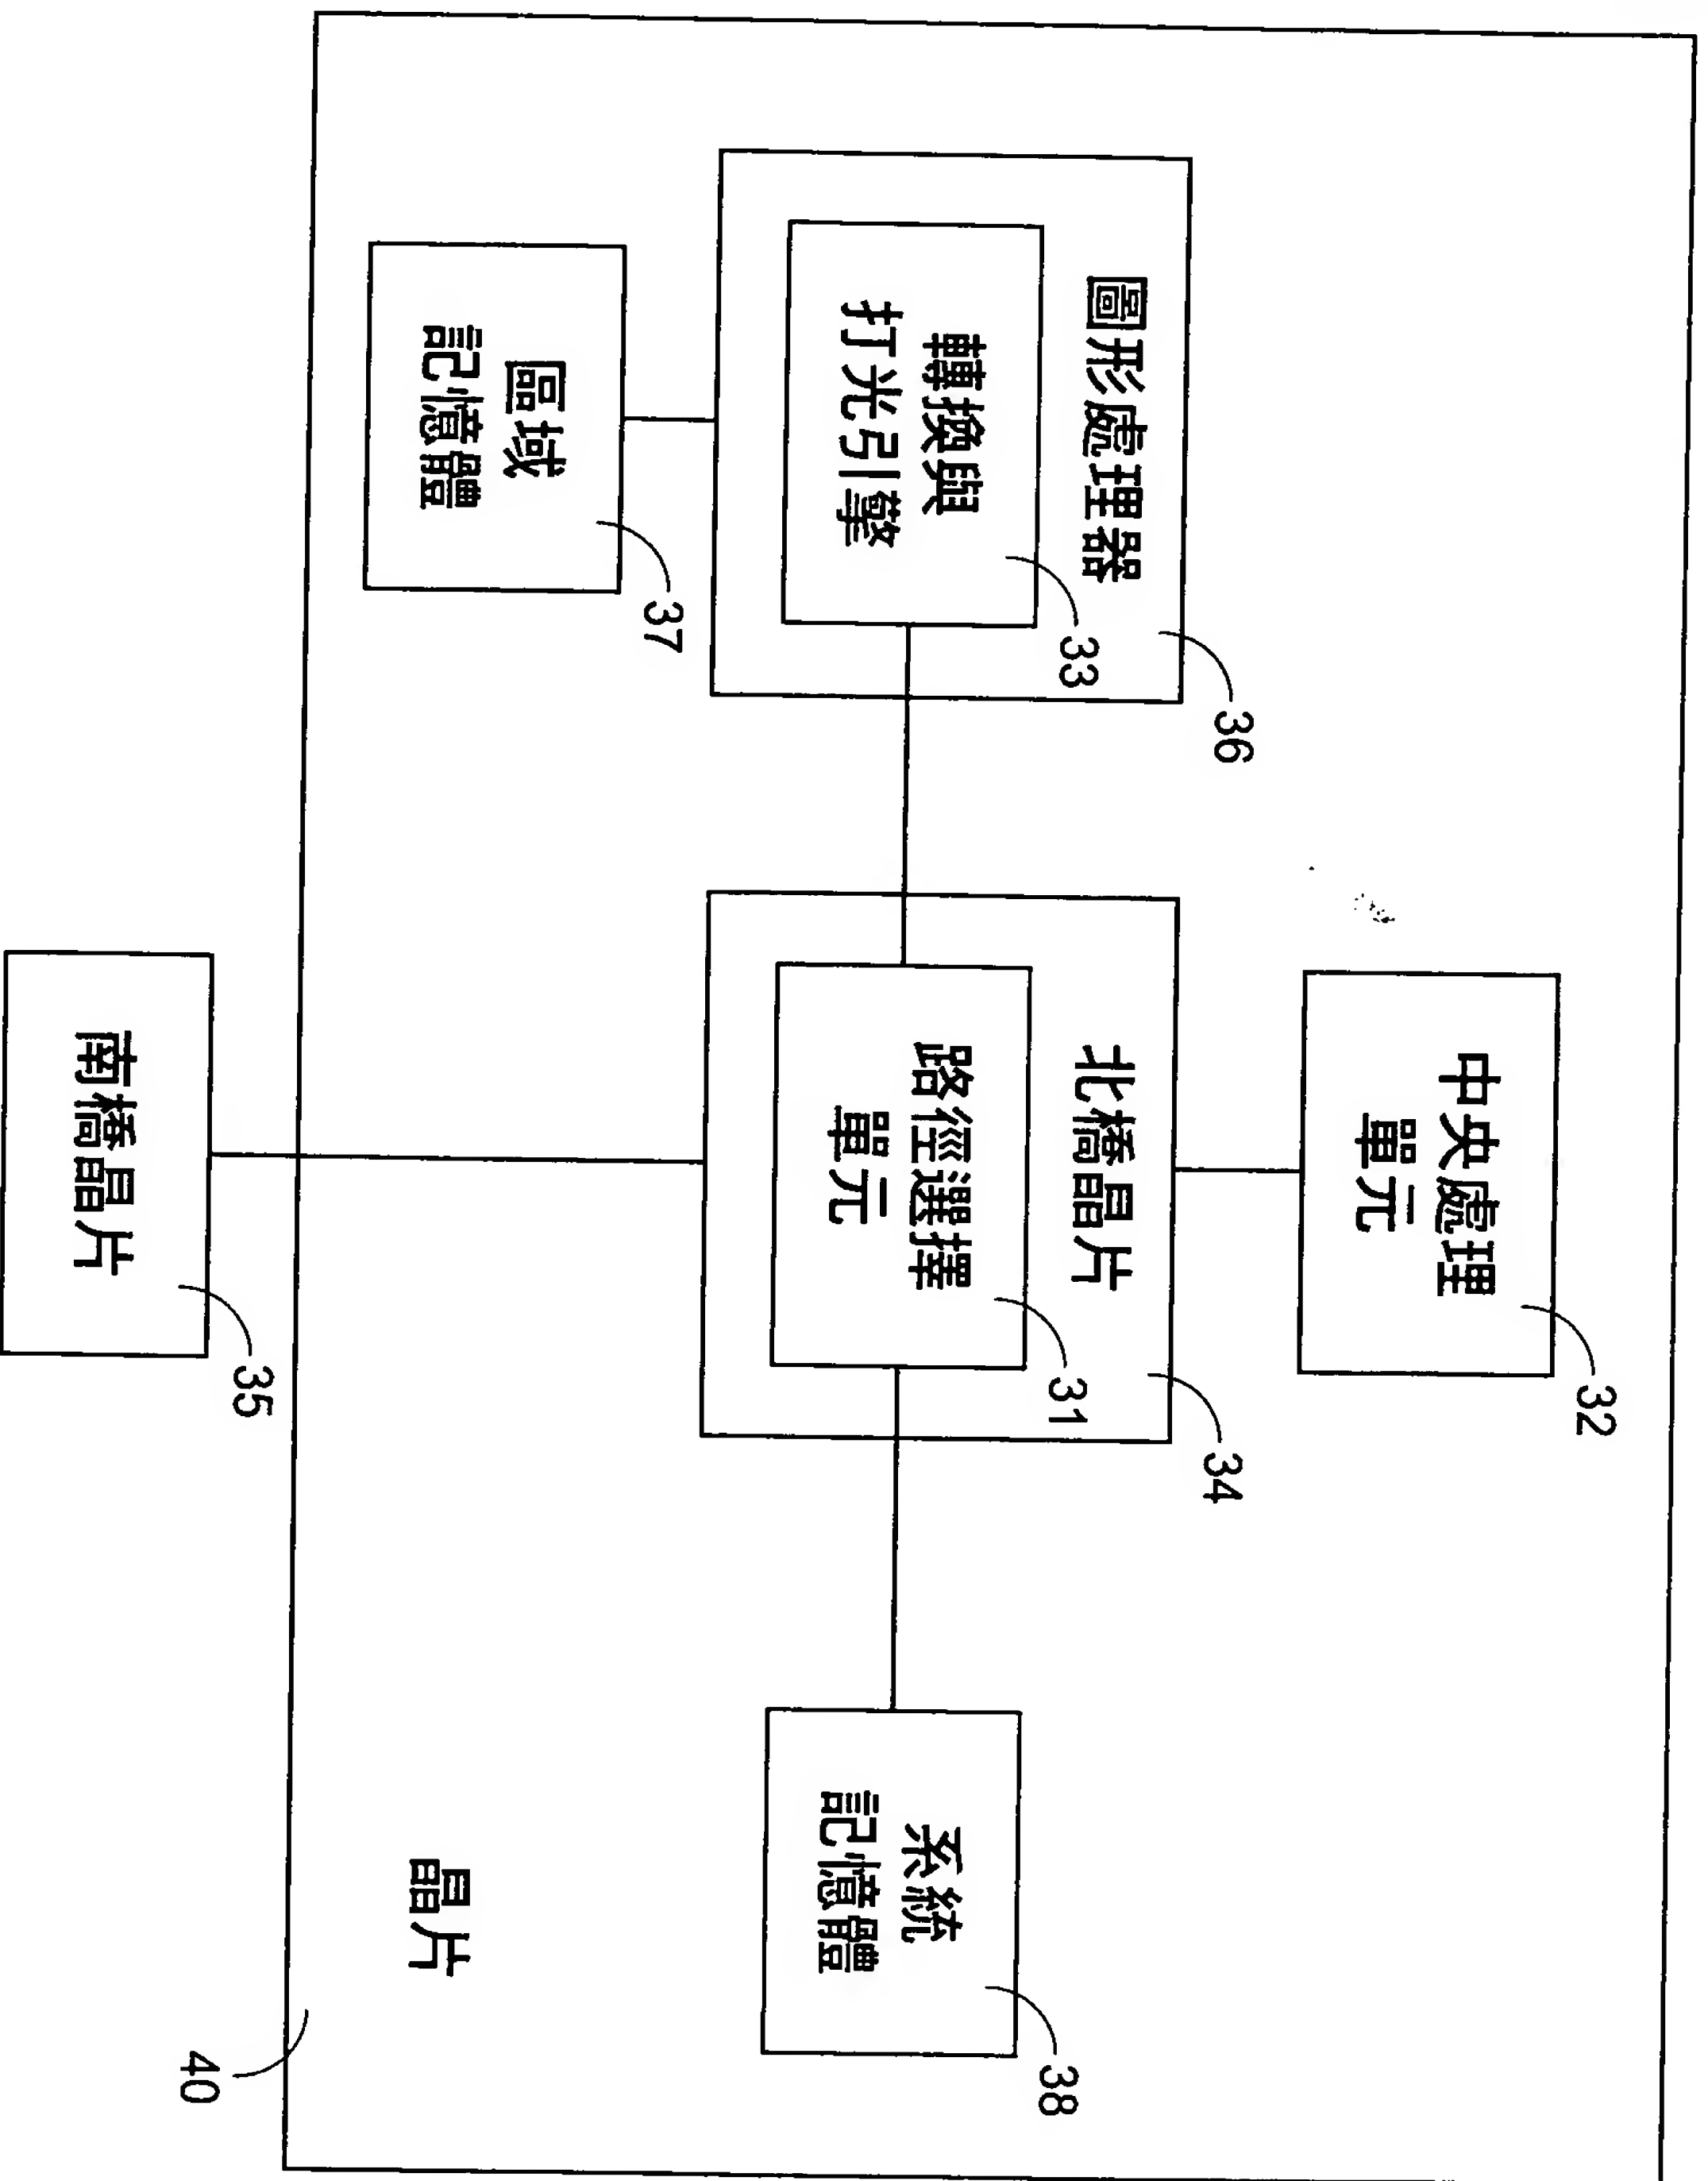 中央處理
單元
32
圖形處理器
36
轉換與
打光引擎
33
北橋晶片
34
路徑選擇
單元
31
系統
記憶體
38
區域
記憶體
37
晶片
40
南橋晶片
35